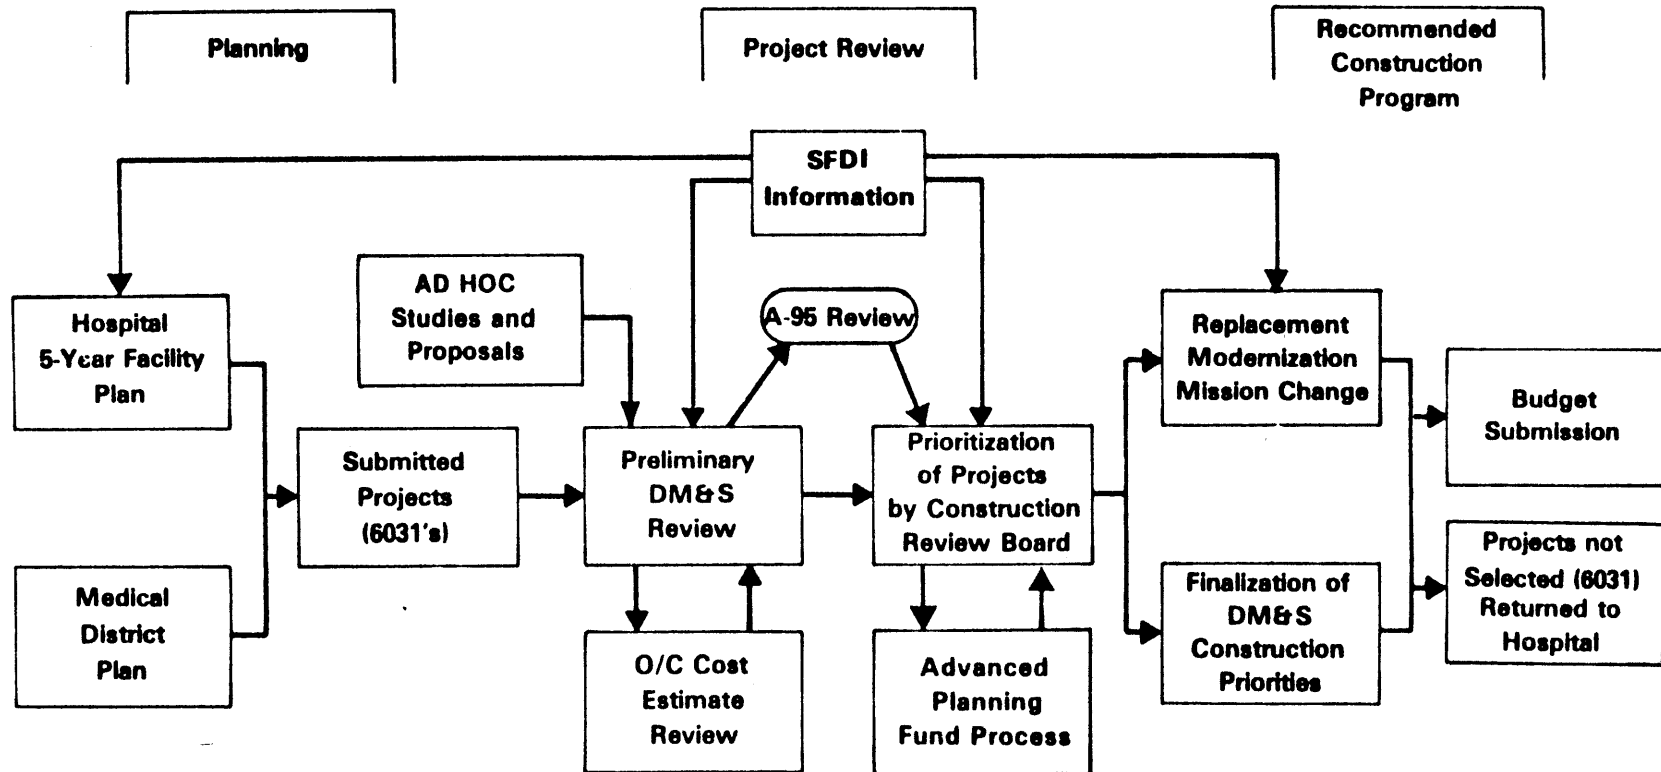 Planning
Project Review
Recommended
Construction
Program
SFDI
Information
AD HOC
Studies and
Proposals
A-95 Review
Hospital
5-Year Facility
Plan
Replacement
Modernization
Mission Change
Budget
Submission
Submitted
Projects
(6031's)
Preliminary
DM&S
Review
Prioritization
of Projects
by Construction
Review Board
Projects not
Selected (6031)
Returned to
Hospital
Medical
District
Plan
Finalization of
DM&S
Construction
Priorities
O/C Cost
Estimate
Review
Advanced
Planning
Fund Process